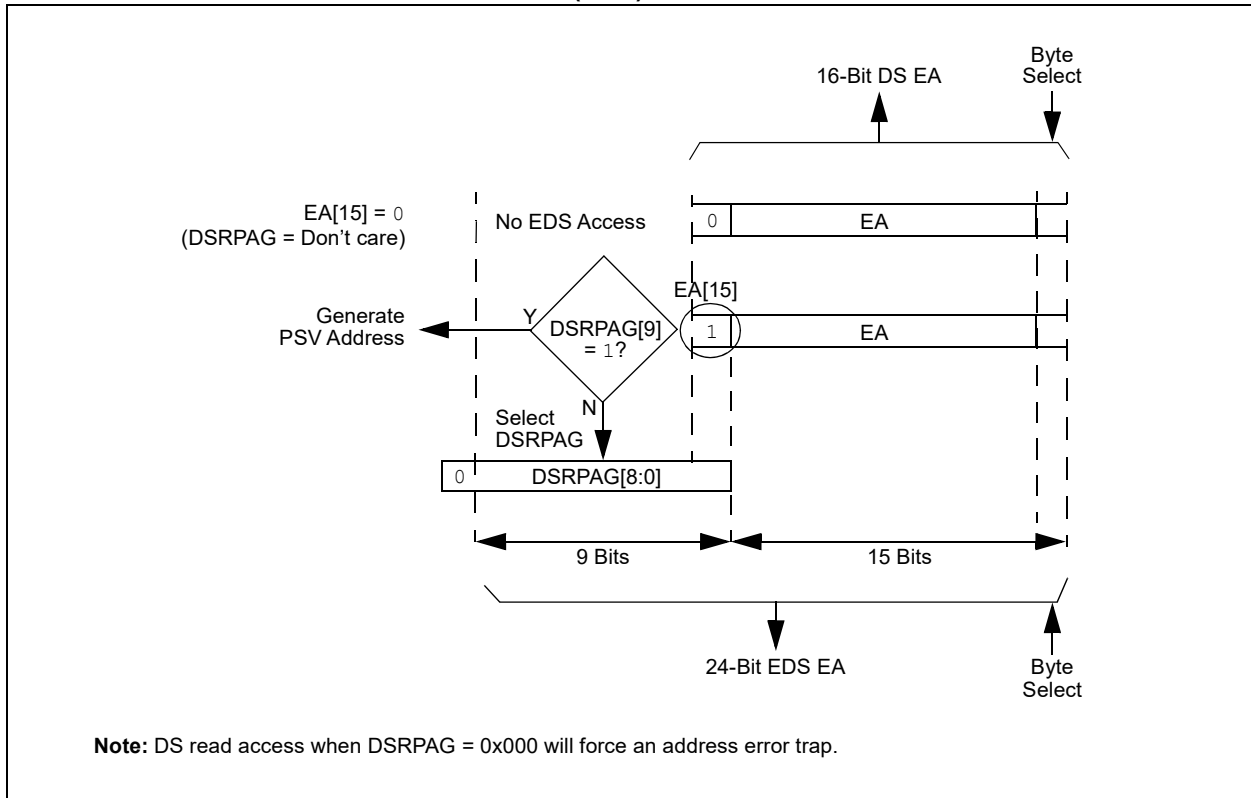 16-Bit DS EA
Byte
Select
EA[15] = 0
(DSRPAG = Don't care)
No EDS Access
0
EA
EA[15]
Generate
PSV Address
Y
DSRPAG[9]
= 1?
1
EA
N
Select
DSRPAG
0
DSRPAG[8:0]
9 Bits
15 Bits
24-Bit EDS EA
Byte
Select
Note: DS read access when DSRPAG = 0x000 will force an address error trap.